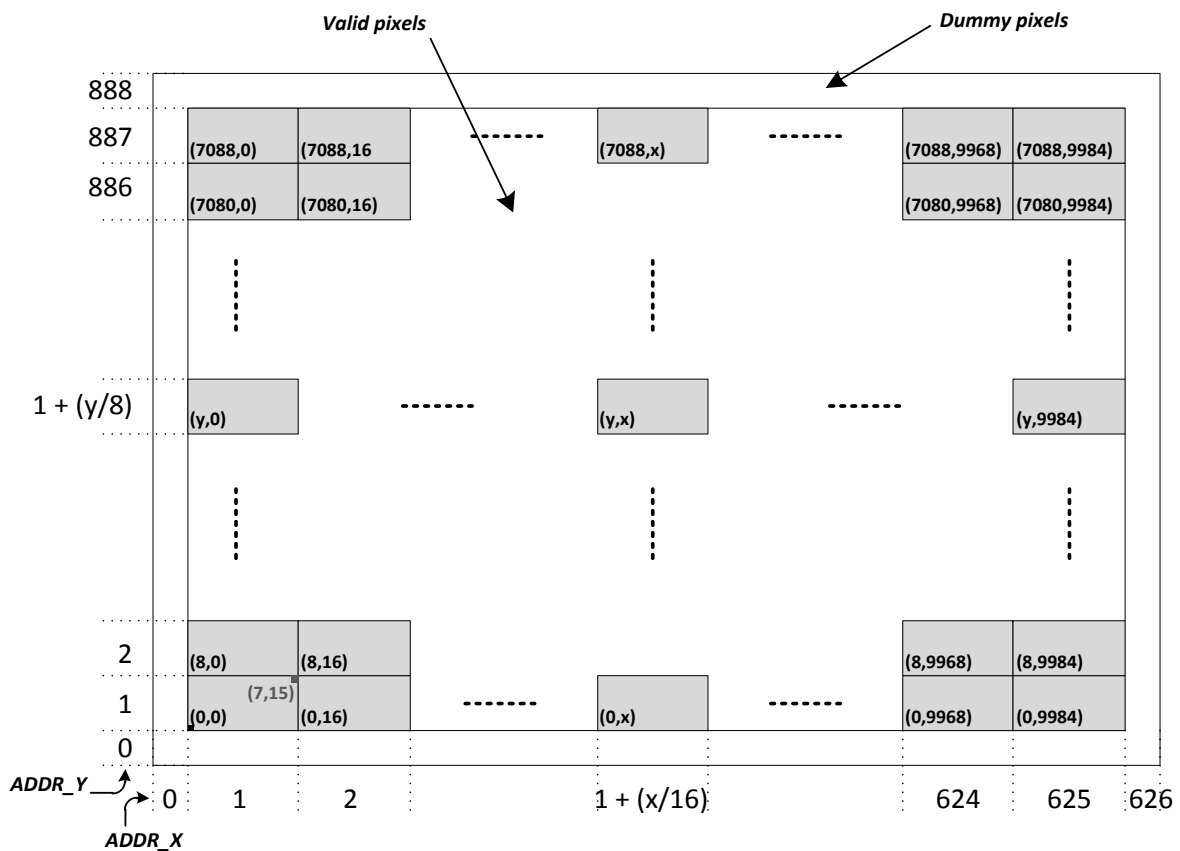 Valid pixels
Dummy pixels
888
887
(7088,0)
(7088,16
(7088,x)
(7088,9968)
(7088,9984)
886
(7080,0)
(7080,16)
(7080,9968)
(7080,9984)
1 + (y/8)
(y,0)
(y,x)
(y,9984)
2
(8,0)
(8,16)
(8,9968)
(8,9984)
(7,15)
1
(0,0)
(0,16)
(0,x)
(0,9968)
(0,9984)
0
ADDR_Y
0
1
2
1 + (x/16)
624
625
626
ADDR_X